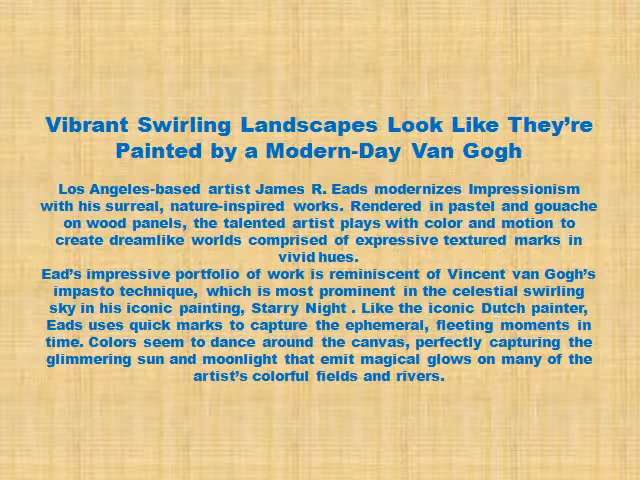 Vibrant Swirling Landscapes Look Like They’re
Painted by a Modern-Day Van Gogh
Los Angeles-based artist James R. Eads modernizes Impressionism
with his surreal, nature-inspired works. Rendered in pastel and gouache
on wood panels, the talented artist plays with color and motion to
create dreamlike worlds comprised of expressive textured marks in
vivid hues.
Ead’s impressive portfolio of work is reminiscent of Vincent van Gogh’s
impasto technique, which is most prominent in the celestial swirling
sky in his iconic painting, Starry Night . Like the iconic Dutch painter,
Eads uses quick marks to capture the ephemeral, fleeting moments in
time. Colors seem to dance around the canvas, perfectly capturing the
glimmering sun and moonlight that emit magical glows on many of the
artist’s colorful fields and rivers.